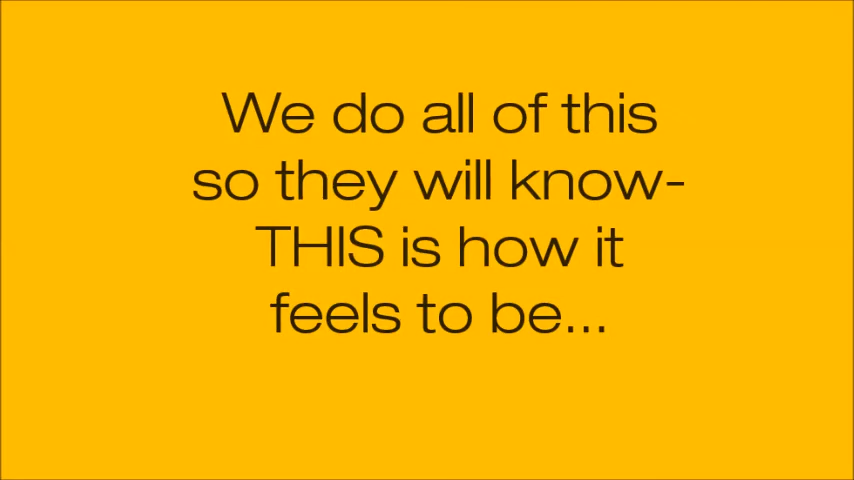 We do all of this
so they will know-
THIS is how it
feels to be...